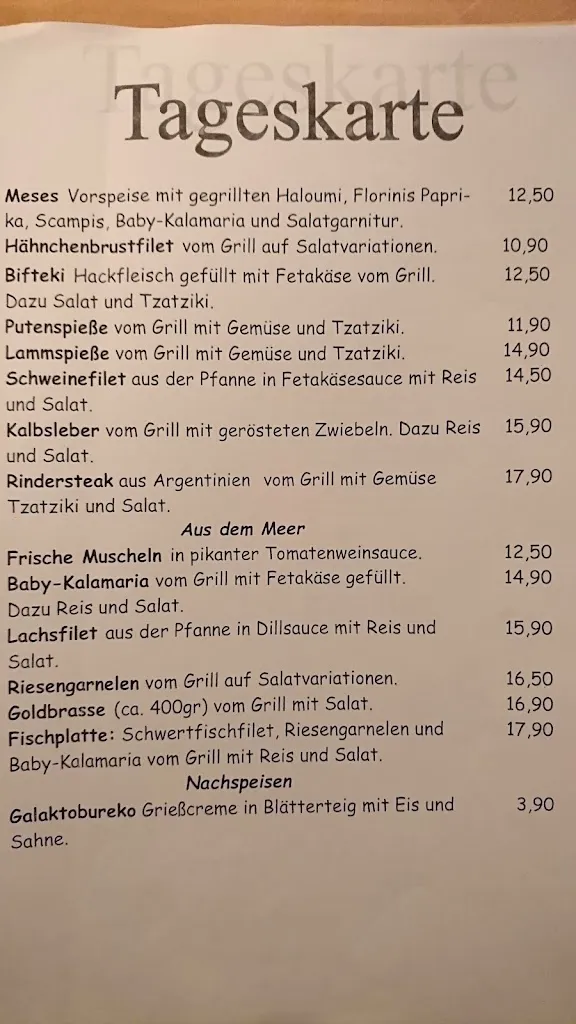 Tageskarte
Meses Vorspeise mit gegrillten Haloumi, Florinis Papri- 12,50
ka, Scampis, Baby-Kalamaria und Salatgarnitur.
Hähnchenbrustfilet vom Grill auf Salatvariationen. 10,90
Bifteki Hackfleisch gefüllt mit Fetakäse vom Grill. 12,50
Dazu Salat und Tzatziki.
Putenspieße vom Grill mit Gemüse und Tzatziki. 11,90
Lammspieße vom Grill mit Gemüse und Tzatziki. 14,90
Schweinefilet aus der Pfanne in Fetakäsesauce mit Reis 14,50
und Salat.
Kalbsleber vom Grill mit gerösteten Zwiebeln. Dazu Reis 15,90
und Salat.
Rindersteak aus Argentinien vom Grill mit Gemüse 17,90
Tzatziki und Salat.
Aus dem Meer
Frische Muscheln in pikanter Tomatenweinsauce. 12,50
Baby-Kalamaria vom Grill mit Fetakäse gefüllt. 14,90
Dazu Reis und Salat.
Lachsfilet aus der Pfanne in Dillsauce mit Reis und 15,90
Salat.
Riesengarnelen vom Grill auf Salatvariationen. 16,50
Goldbrasse (ca. 400gr) vom Grill mit Salat. 16,90
Fischplatte: Schwertfischfilet, Riesengarnelen und 17,90
Baby-Kalamaria vom Grill mit Reis und Salat.
Nachspeisen
Galaktobureko Grießcreme in Blätterteig mit Eis und 3,90
Sahne.